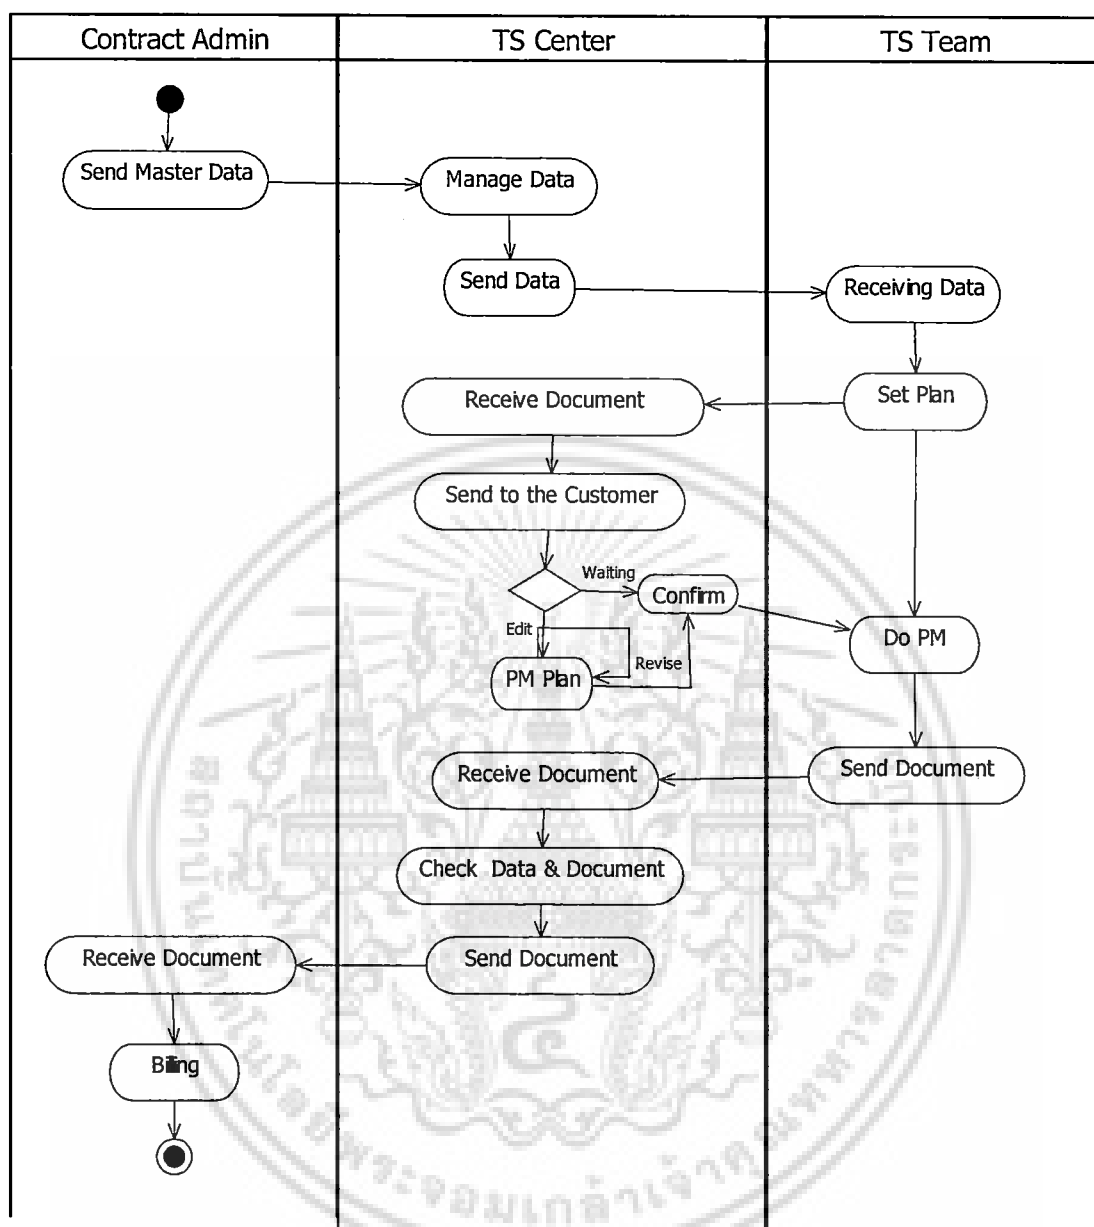 Contract Admin
TS Center
TS Team
Send Master Data
Manage Data
Send Data
Receiving Data
Receive Document
Set Plan
Send to the Customer
Waiting
Confirm
Edit
Do PM
Revise
PM Plan
Receive Document
Send Document
Check Data & Document
Receive Document
Send Document
Billing